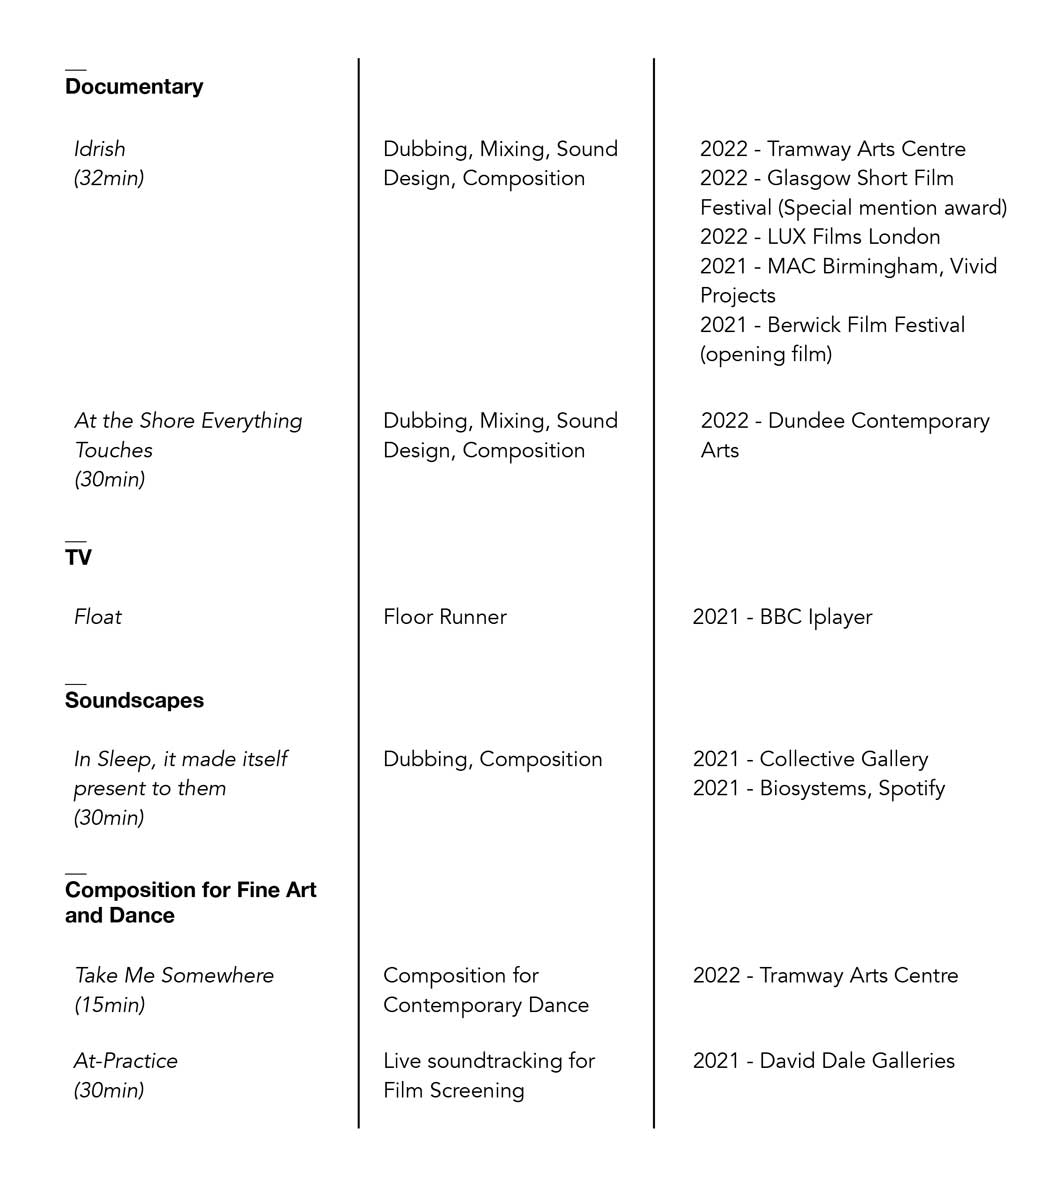 Documentary
Idrish
(32min)
Dubbing, Mixing, Sound
Design, Composition
2022 - Tramway Arts Centre
2022 - Glasgow Short Film
Festival (Special mention award)
2022 - LUX Films London
2021 - MAC Birmingham, Vivid
Projects
2021 - Berwick Film Festival
(opening film)
At the Shore Everything
Touches
(30min)
Dubbing, Mixing, Sound
Design, Composition
2022 - Dundee Contemporary
Arts
TV
Float
Floor Runner
2021 - BBC Iplayer
Soundscapes
In Sleep, it made itself
present to them
(30min)
Dubbing, Composition
2021 - Collective Gallery
2021 - Biosystems, Spotify
Composition for Fine Art
and Dance
Take Me Somewhere
(15min)
Composition for
Contemporary Dance
2022 - Tramway Arts Centre
At-Practice
(30min)
Live soundtracking for
Film Screening
2021 - David Dale Galleries